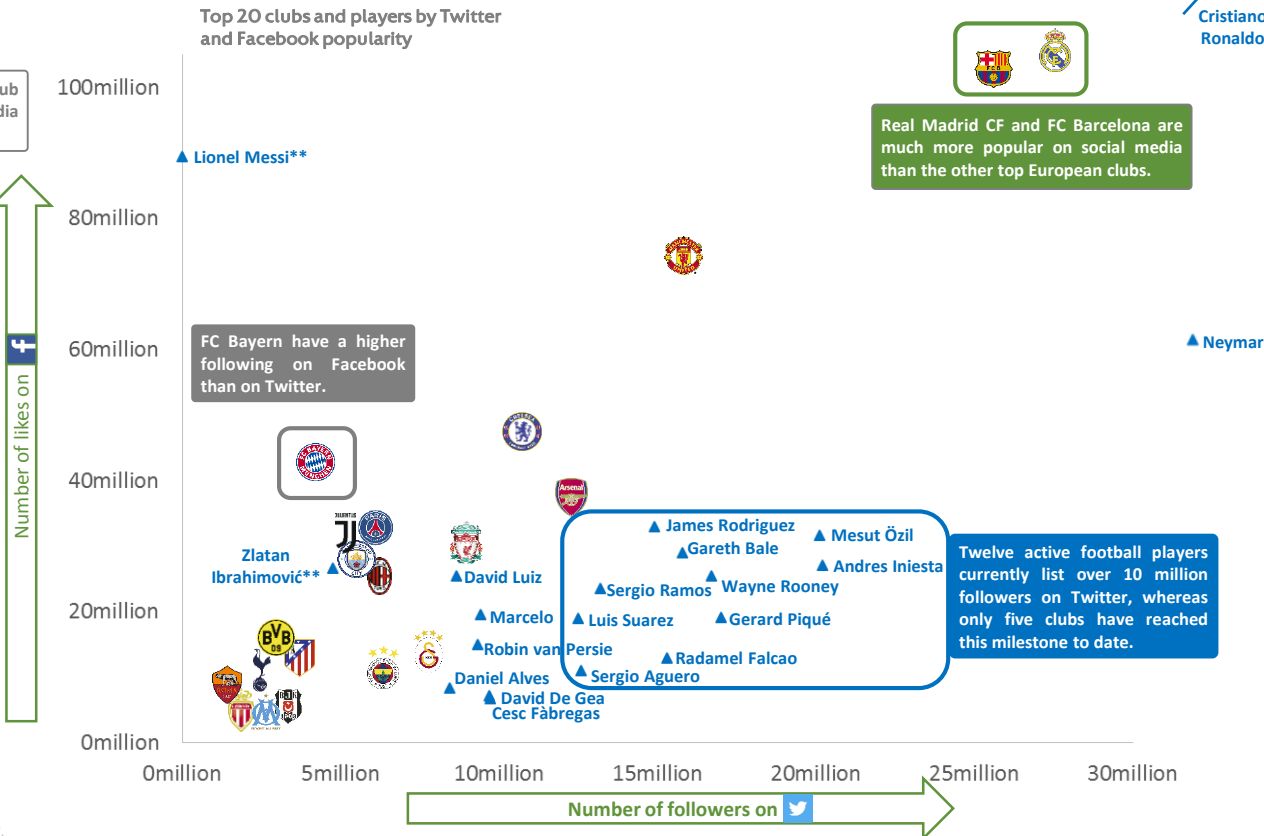 Top 20 clubs and players by Twitter
and Facebook popularity
Cristiano
Ronaldo
100million
80million
60million
40million
20million
0million
Lionel Messi**
Real Madrid CF and FC Barcelona are
much more popular on social media
than the other top European clubs.
FC Bayern have a higher
following on Facebook
than on Twitter.
Neymar
Number of likes on
Arsenal
James Rodriguez
Mesut Özil
Gareth Bale
Andres Iniesta
Zlatan
Ibrahimović**
David Luiz
Sergio Ramos
Wayne Rooney
Marcelo
Luis Suarez
Gerard Piqué
Robin van Persie
Radamel Falcao
Daniel Alves
Sergio Aguero
David De Gea
Cesc Fàbregas
Twelve active football players
currently list over 10 million
followers on Twitter, whereas
only five clubs have reached
this milestone to date.
BVB
09
0million
5million
10million
15million
20million
25million
30million
Number of followers on